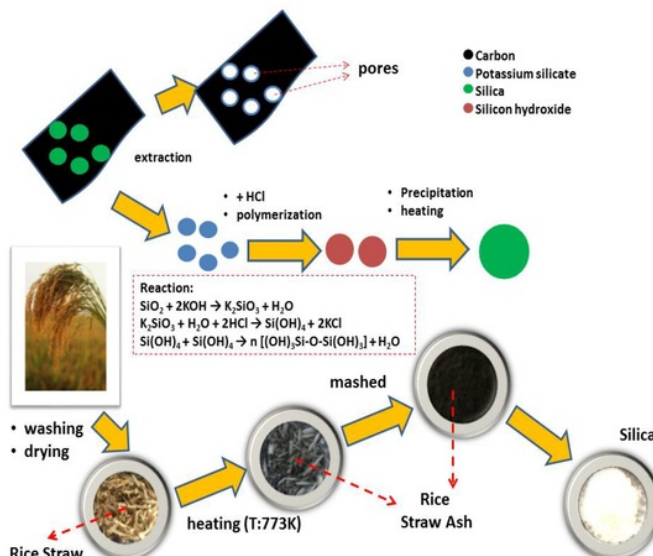 pores
Carbon
Potassium silicate
Silica
Silicon hydroxide
extraction
• + HCl
• polymerization
• Precipitation
• heating
Reaction:
SiO₂ + 2KOH → K₂SiO₃ + H₂O
K₂SiO₃ + H₂O + 2HCl → Si(OH)₄ + 2KCl
Si(OH)₄ + Si(OH)₄ → n [(OH)₃Si-O-Si(OH)₃] + H₂O
mashed
• washing
• drying
Silica
heating (T:773K)
Rice
Straw Ash
Rice Straw